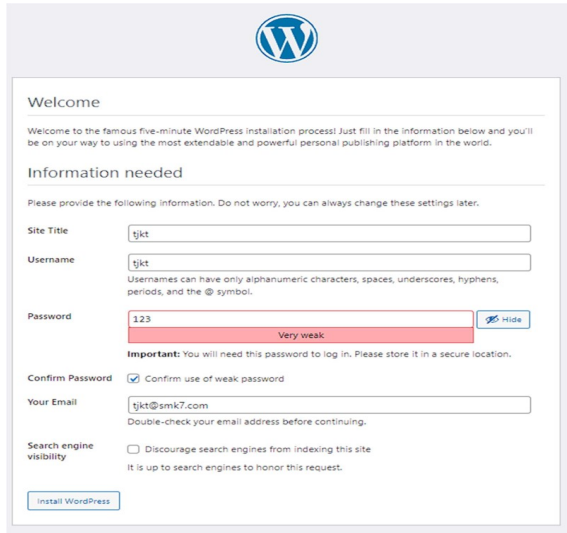 Welcome
Welcome to the famous five-minute WordPress installation process! Just fill in the information below and you'll
be on your way to using the most extendable and powerful personal publishing platform in the world.
Information needed
Please provide the following information. Do not worry, you can always change these settings later.
Site Title
tjkt
Username
tjkt
Usernames can have only alphanumeric characters, spaces, underscores, hyphens,
periods, and the @ symbol.
Password
123
Hide
Very weak
Important: You will need this password to log in. Please store it in a secure location.
Confirm Password
Confirm use of weak password
Your Email
tjkt@smk7.com
Double-check your email address before continuing.
Search engine
visibility
Discourage search engines from indexing this site
It is up to search engines to honor this request.
Install WordPress